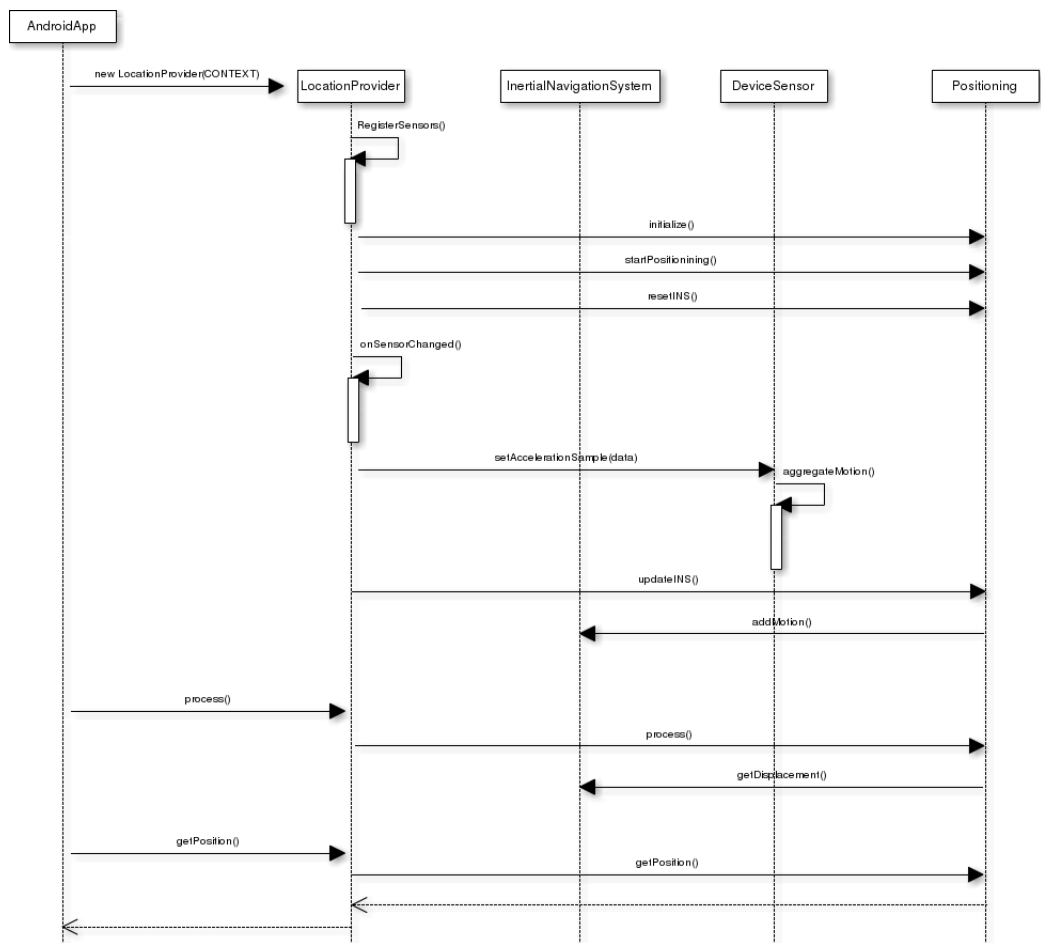 AndroidApp
new LocationProvider(CONTEXT)
LocationProvider
InertialNavigationSystem
DeviceSensor
Positioning
RegisterSensors()
initialize()
startPositionining()
resetINS()
onSensorChanged()
setAccelerationSample(data)
aggregateMotion()
updateINS()
addMotion()
process()
process()
getDisplacement()
getPosition()
getPosition()